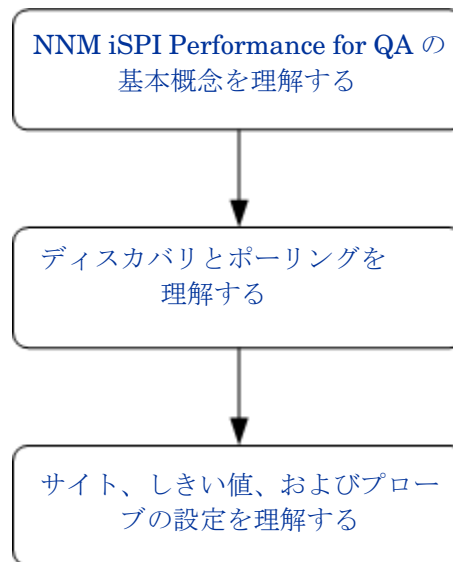 NNM iSPI Performance for QA の
基本概念を理解する
ディスカバリとポーリングを
理解する
サイト、しきい値、およびプロー
ブの設定を理解する